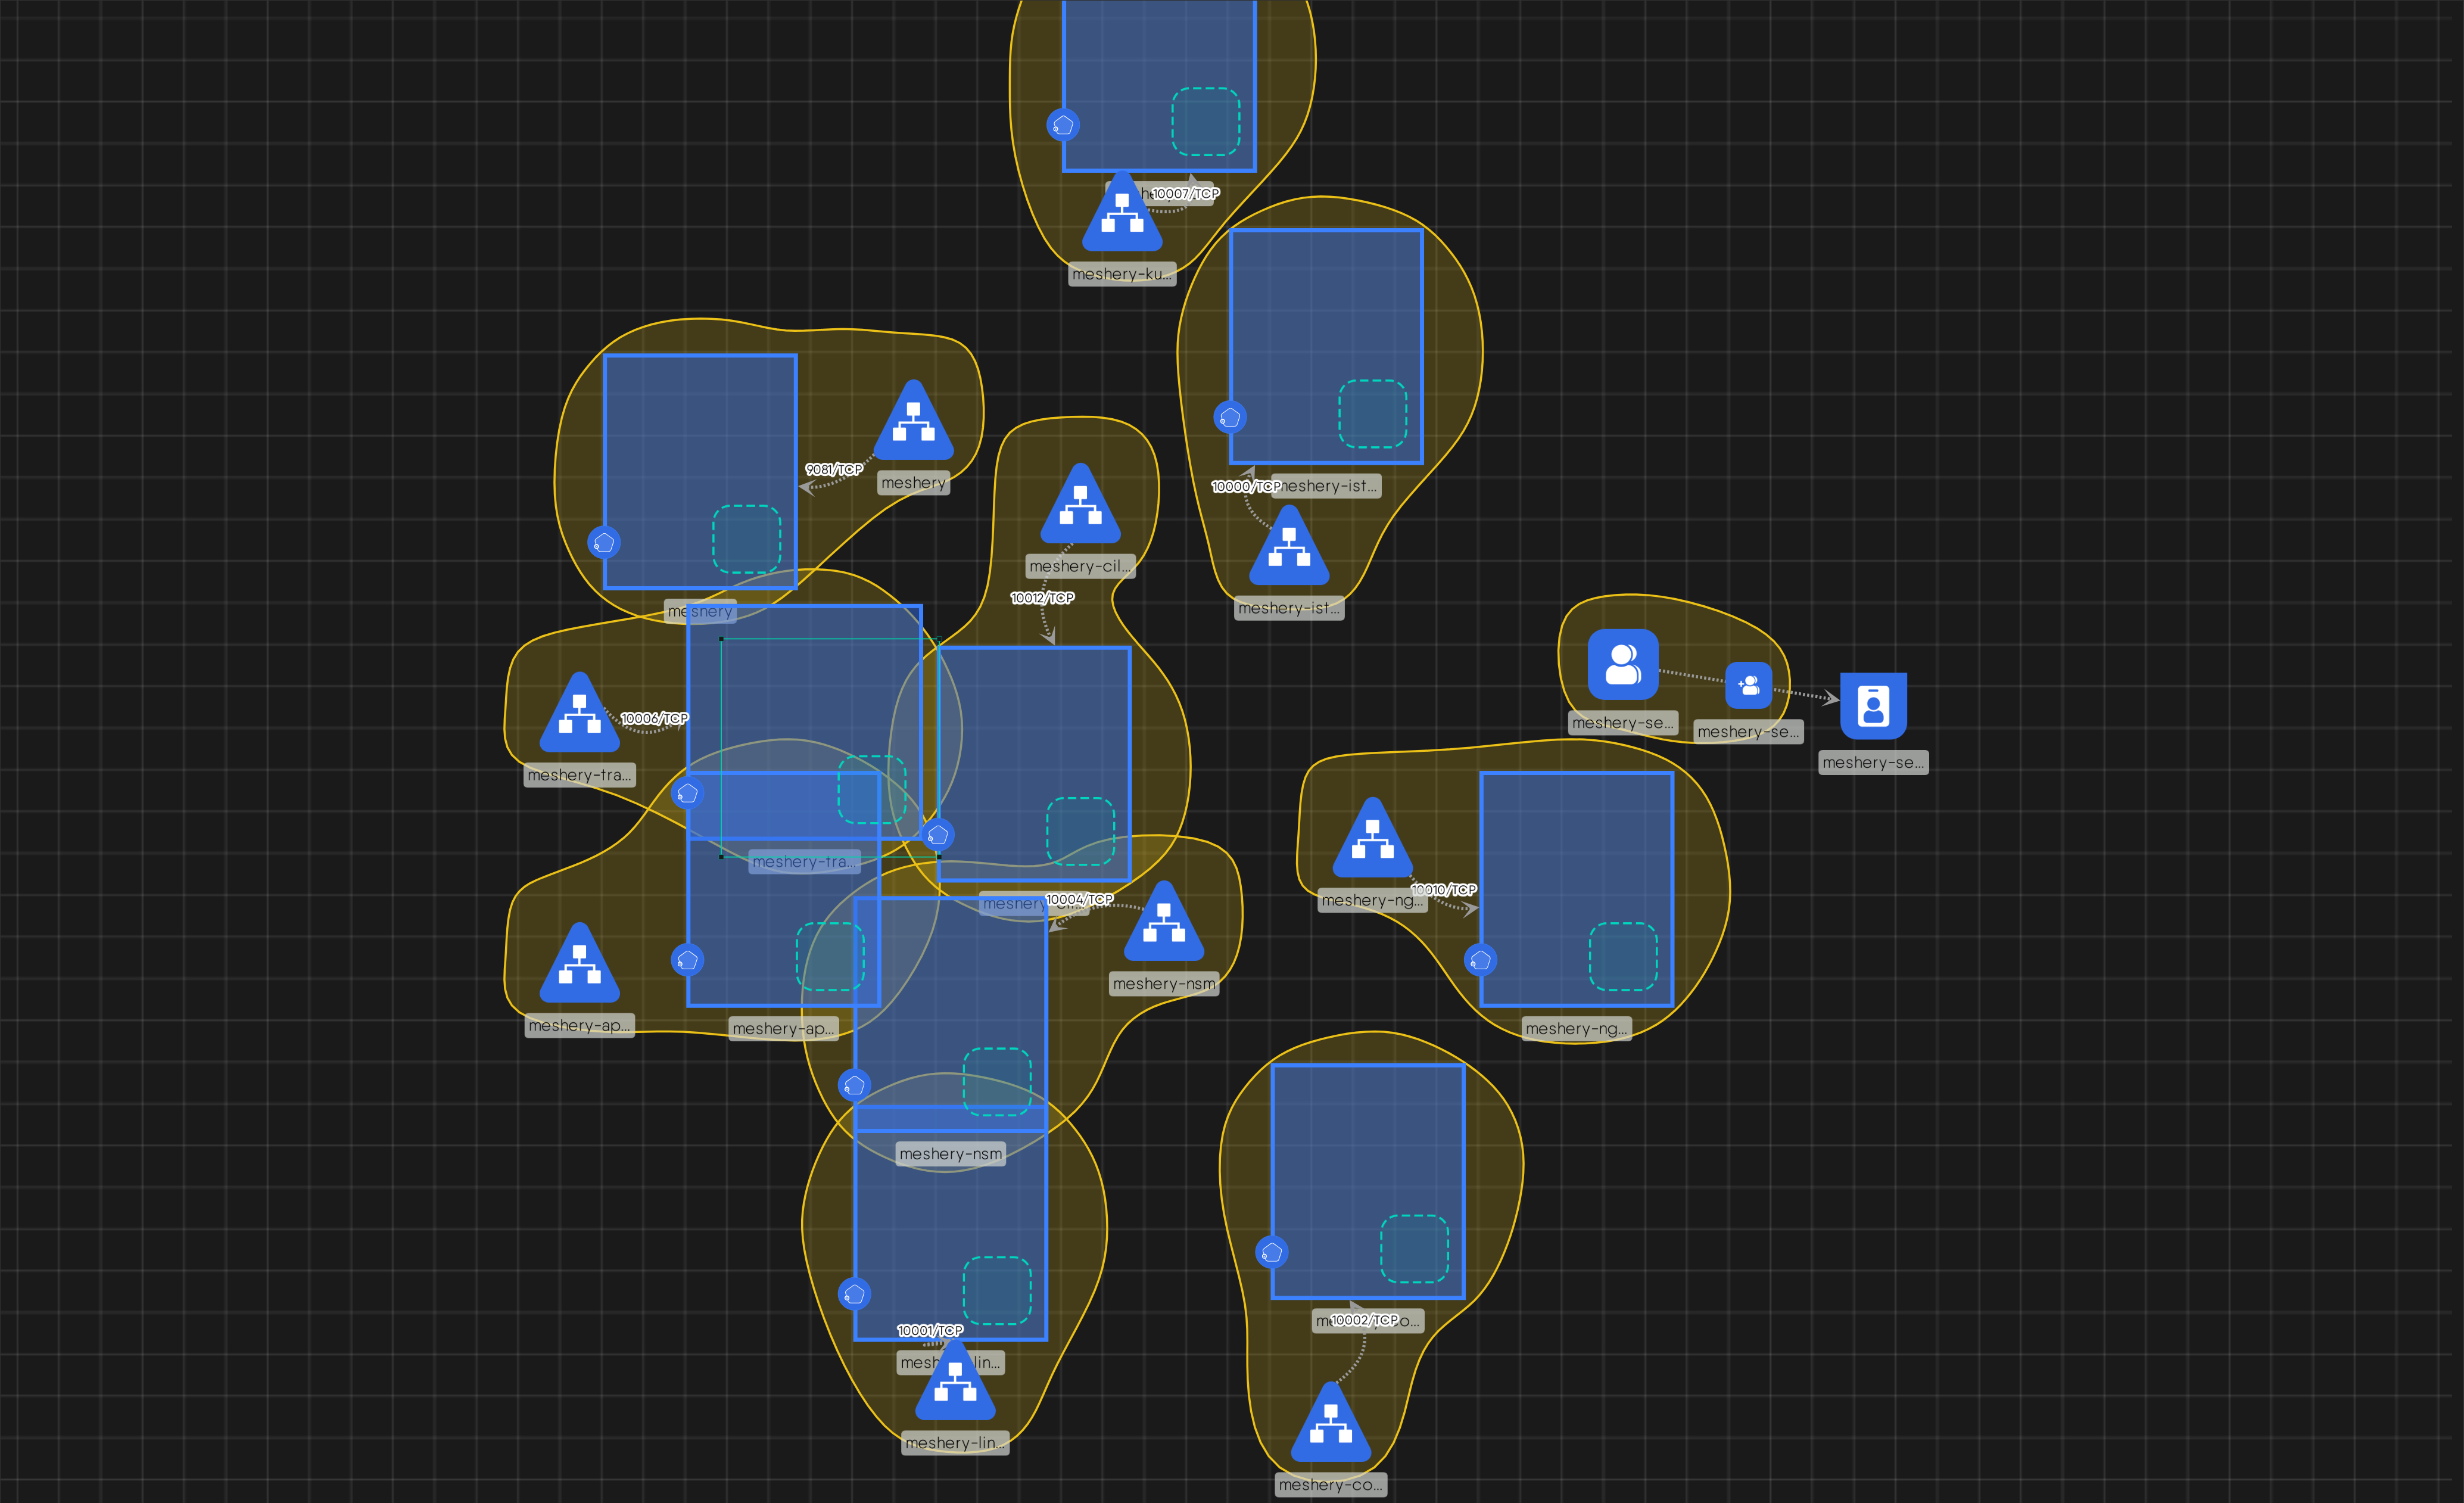 10007/TCP
meshery-ku...
meshery-ist...
10000/TCP
meshery-ist...
9081/TCP
meshery
meshery
meshery-cil...
10012/TCP
10006/TCP
meshery-tra...
meshery-tra...
meshery-se...
meshery-se...
meshery-se...
10004/TCP
meshery-nsm
meshery-ng...
10010/TCP
meshery-ng...
meshery-ap...
meshery-ap...
meshery-nsm
10001/TCP
lin...
meshery-lin...
10002/TCP
meshery-co...